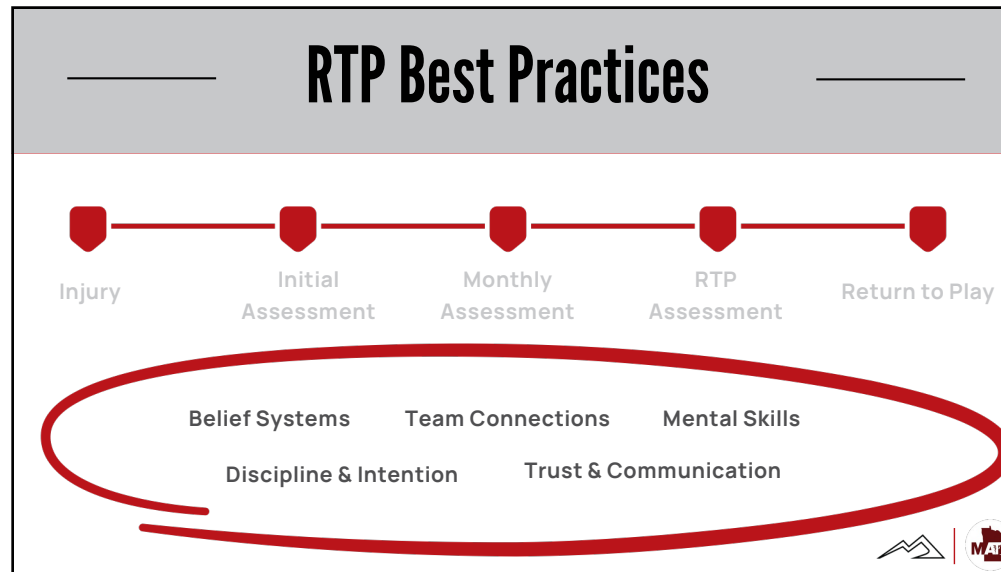 RTP Best Practices
Injury
Initial
Assessment
Monthly
Assessment
RTP
Assessment
Return to Play
Belief Systems
Team Connections
Mental Skills
Discipline & Intention
Trust & Communication